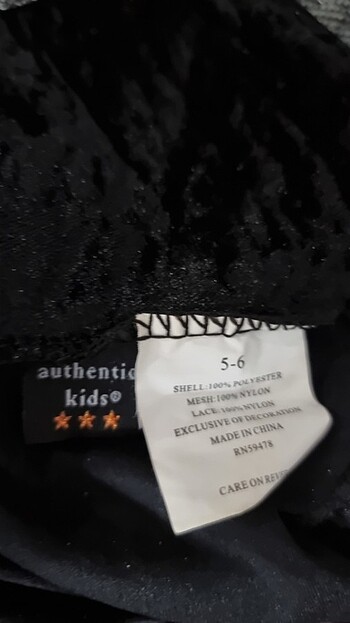 authentic
kids®
5-6
SHELL:100% POLYESTER
MESH:100% NYLON
LACE:100% NYLON
EXCLUSIVE OF DECORATION
MADE IN CHINA
RN59478
CARE ON